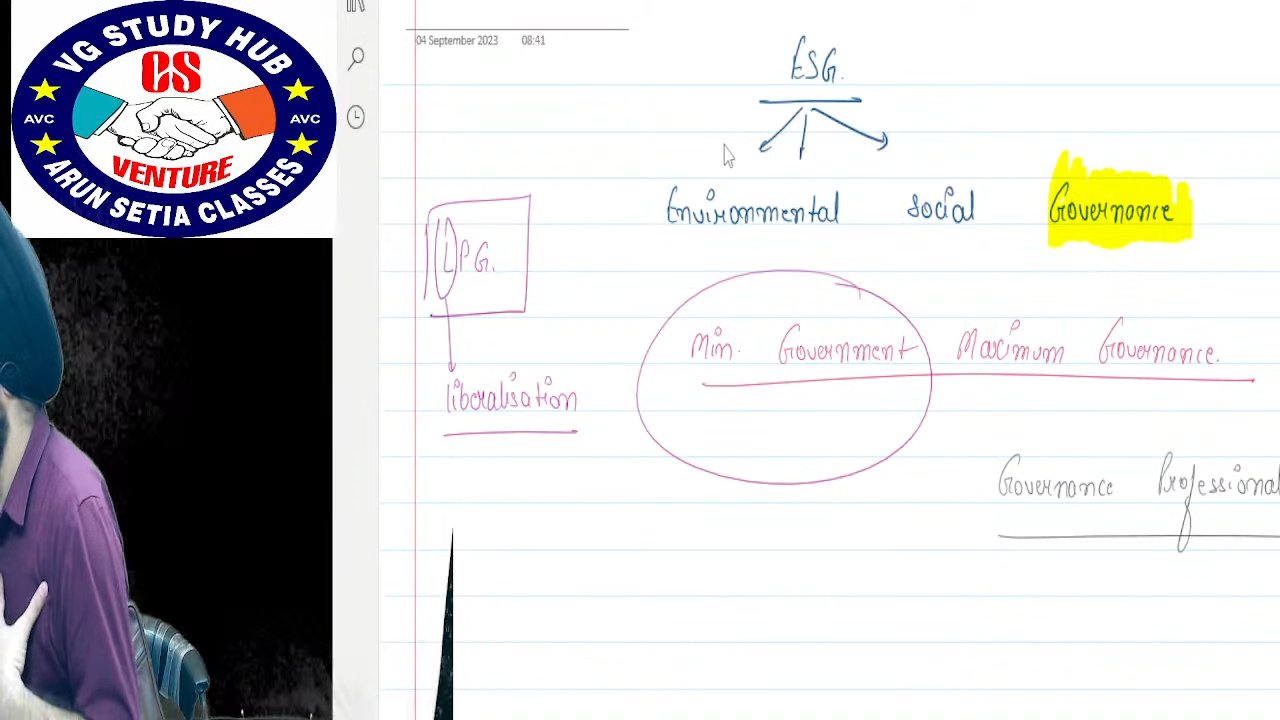 VG STUDY HUB
CS
AVC AVC
VENTURE
ARUN SETIA CLASSES
04 September 2023 08:41
ESG.
Environmental Social Governance
LPG.
Min. Government Maximum Governance.
liberalisation
Governance Professional